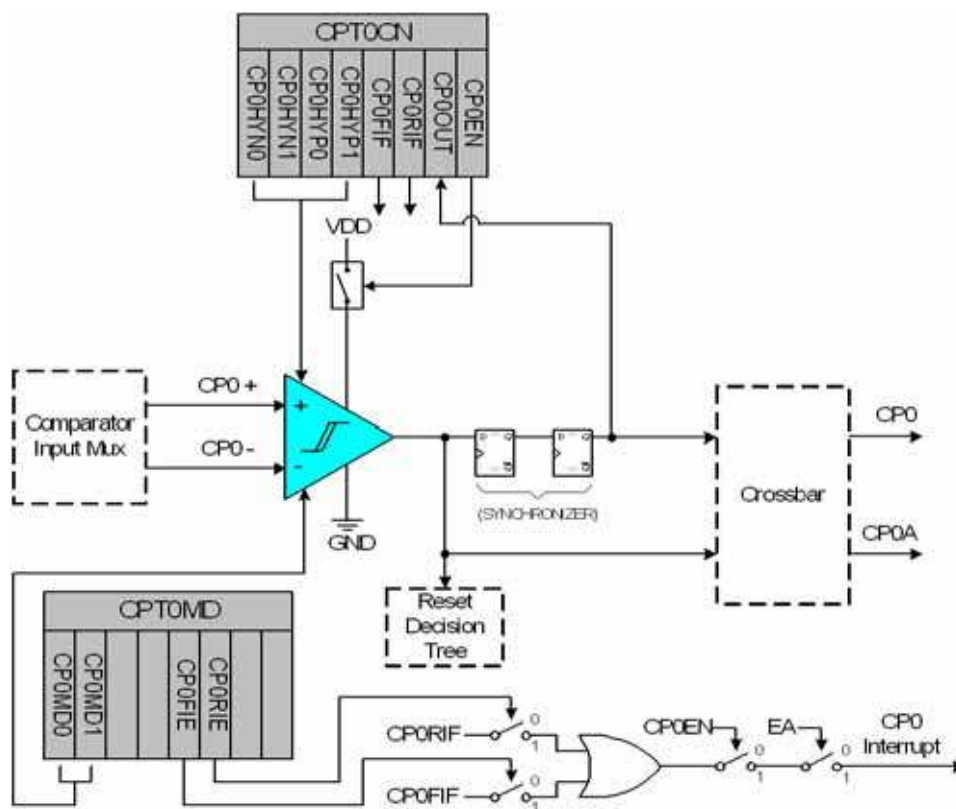 CPT0CN
CP0HYN0
CP0HYN1
CP0HYP0
CP0HYP1
CP0FIF
CP0RIF
CP0OUT
CP0EN
VDD
Comparator
Input Mux
CP0 +
CP0 -
+
-
GND
(SYNCHRONIZER)
Crossbar
CP0
CP0A
Reset
Decision
Tree
CPT0MD
CP0MD0
CP0MD1
CP0FIE
CP0RIE
CP0RIF
0
1
CP0FIF
0
1
CP0EN
0
1
EA
0
1
CP0
Interrupt